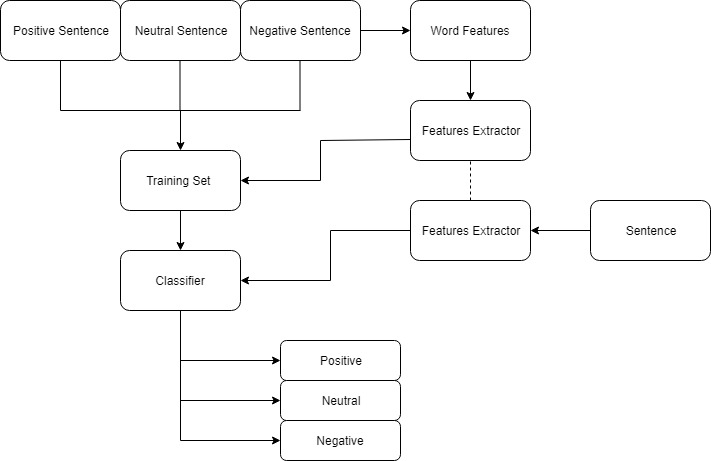 Positive Sentence
Neutral Sentence
Negative Sentence
Word Features
Features Extractor
Training Set
Features Extractor
Sentence
Classifier
Positive
Neutral
Negative